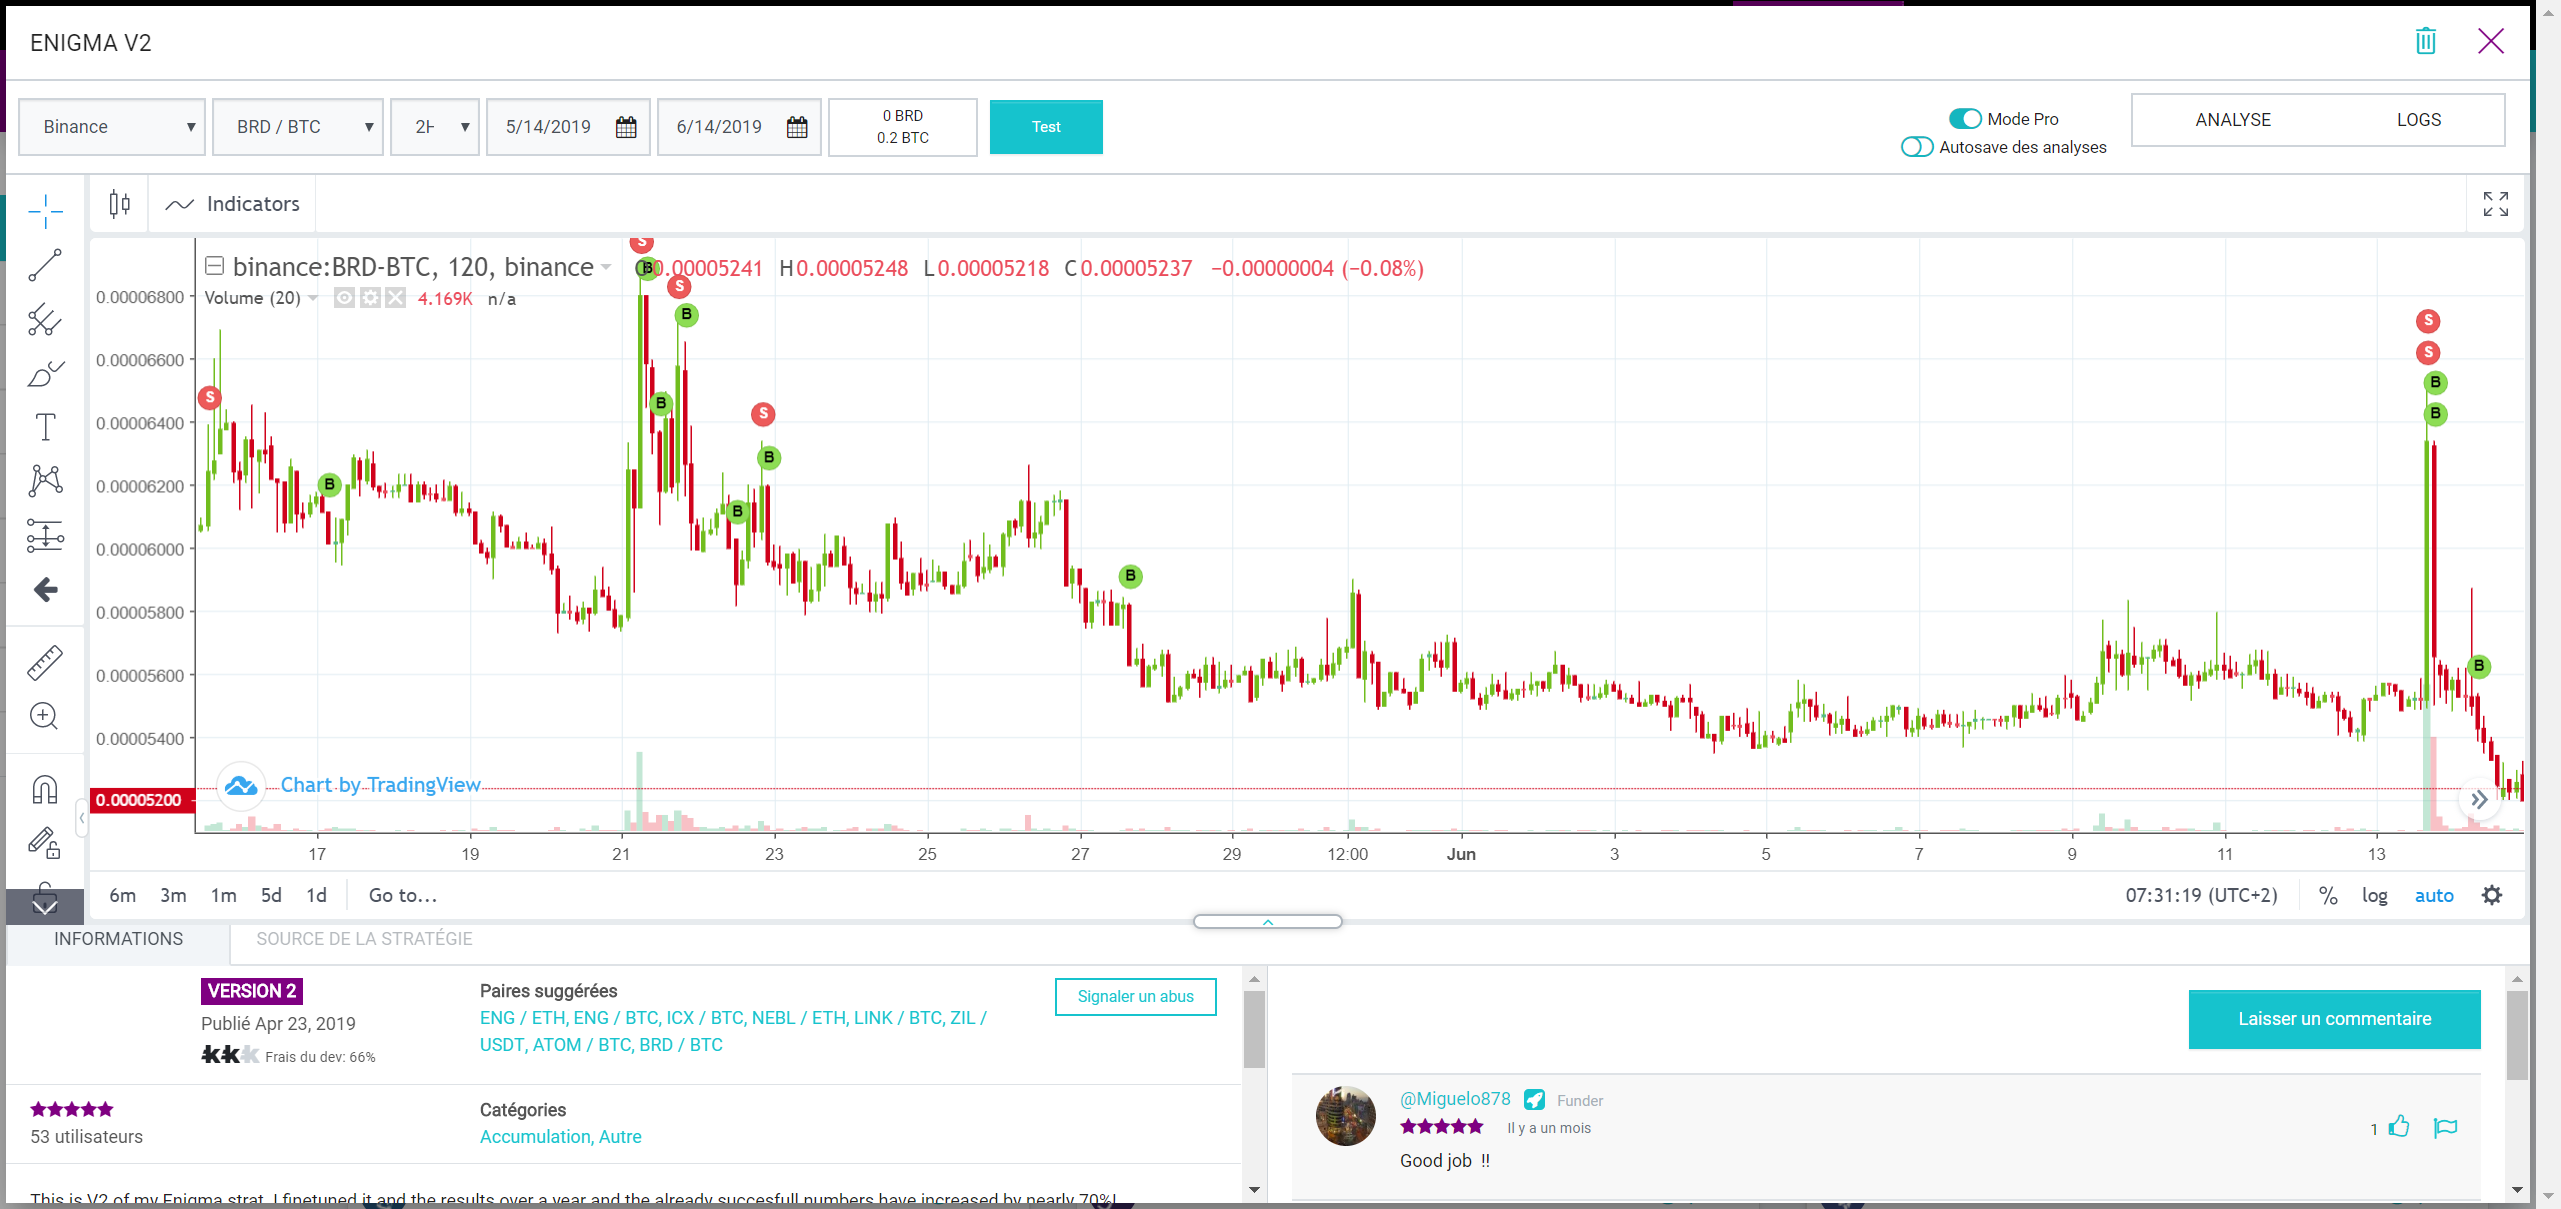 ENIGMA V2
Binance
BRD / BTC
2H
5/14/2019
6/14/2019
0 BRD
0.2 BTC
Test
Mode Pro
Autosave des analyses
ANALYSE
LOGS
Indicators
binance:BRD-BTC, 120, binance
O0.00005241 H0.00005248 L0.00005218 C0.00005237 −0.00000004 (−0.08%)
Volume (20) 4.169K n/a
0.00006800
0.00006600
0.00006400
0.00006200
0.00006000
0.00005800
0.00005600
0.00005400
0.00005200
S
B
S
B
S
B
B
B
S
B
B
S
S
B
B
B
Chart by TradingView
17 19 21 23 25 27 29 12:00 Jun 3 5 7 9 11 13
6m 3m 1m 5d 1d Go to...
07:31:19 (UTC+2) % log auto
INFORMATIONS
SOURCE DE LA STRATÉGIE
VERSION 2
Publié Apr 23, 2019
Frais du dev: 66%
Paires suggérées
ENG / ETH, ENG / BTC, ICX / BTC, NEBL / ETH, LINK / BTC, ZIL /
USDT, ATOM / BTC, BRD / BTC
Signaler un abus
53 utilisateurs
Catégories
Accumulation, Autre
This is V2 of my Enigma strat. I finetuned it and the results over a year and the already succesfull numbers have increased by nearly 70%!
Laisser un commentaire
@Miguelo878 Funder
Il y a un mois
1
Good job !!